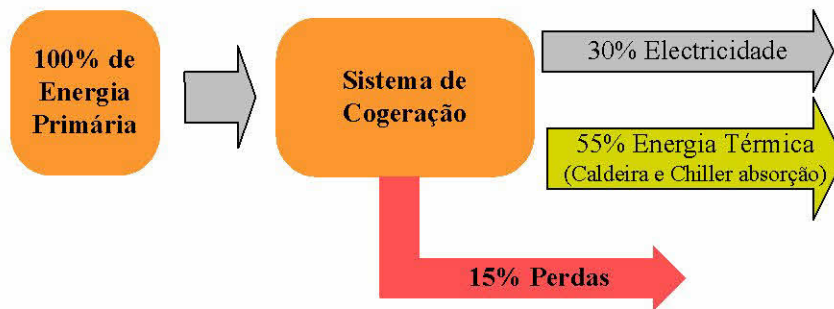 100% de
Energia
Primária
Sistema de
Cogeração
30% Electricidade
55% Energia Térmica
(Caldeira e Chiller absorção)
15% Perdas